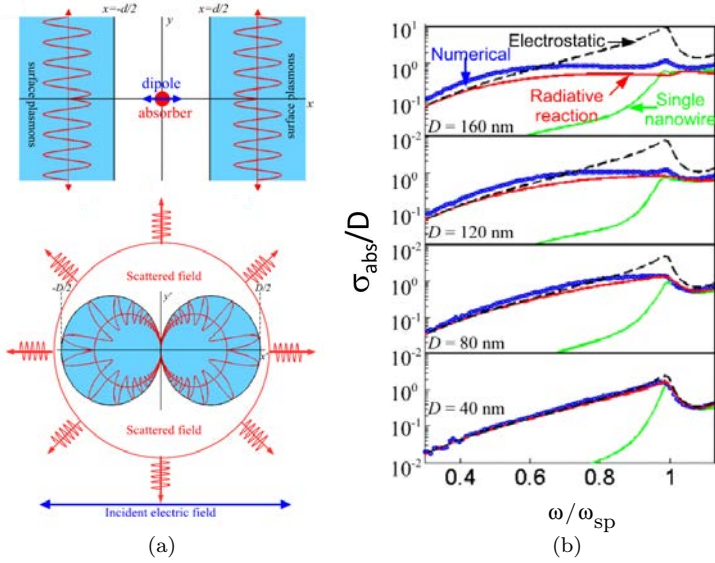 x=-d/2
x=d/2
y
surface plasmons
dipole
absorber
surface plasmons
x
Scattered field
-D/2
D/2
y'
x'
Scattered field
Incident electric field
(a)
σabs/D
10¹
10⁰
10⁻¹
10⁻²
Numerical
Electrostatic
Radiative
reaction
Single
nanowire
D = 160 nm
10¹
10⁰
10⁻¹
10⁻²
D = 120 nm
10¹
10⁰
10⁻¹
10⁻²
D = 80 nm
10¹
10⁰
10⁻¹
10⁻²
D = 40 nm
0.4 0.6 0.8 1
ω/ωsp
(b)